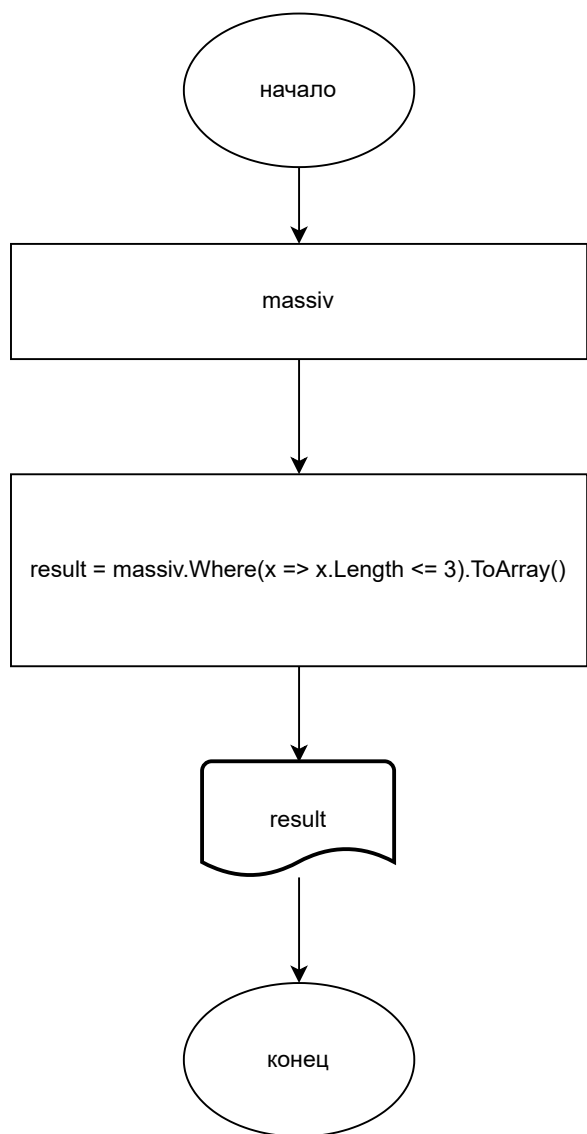 начало
massiv
result = massiv.Where(x => x.Length <= 3).ToArray()
result
конец